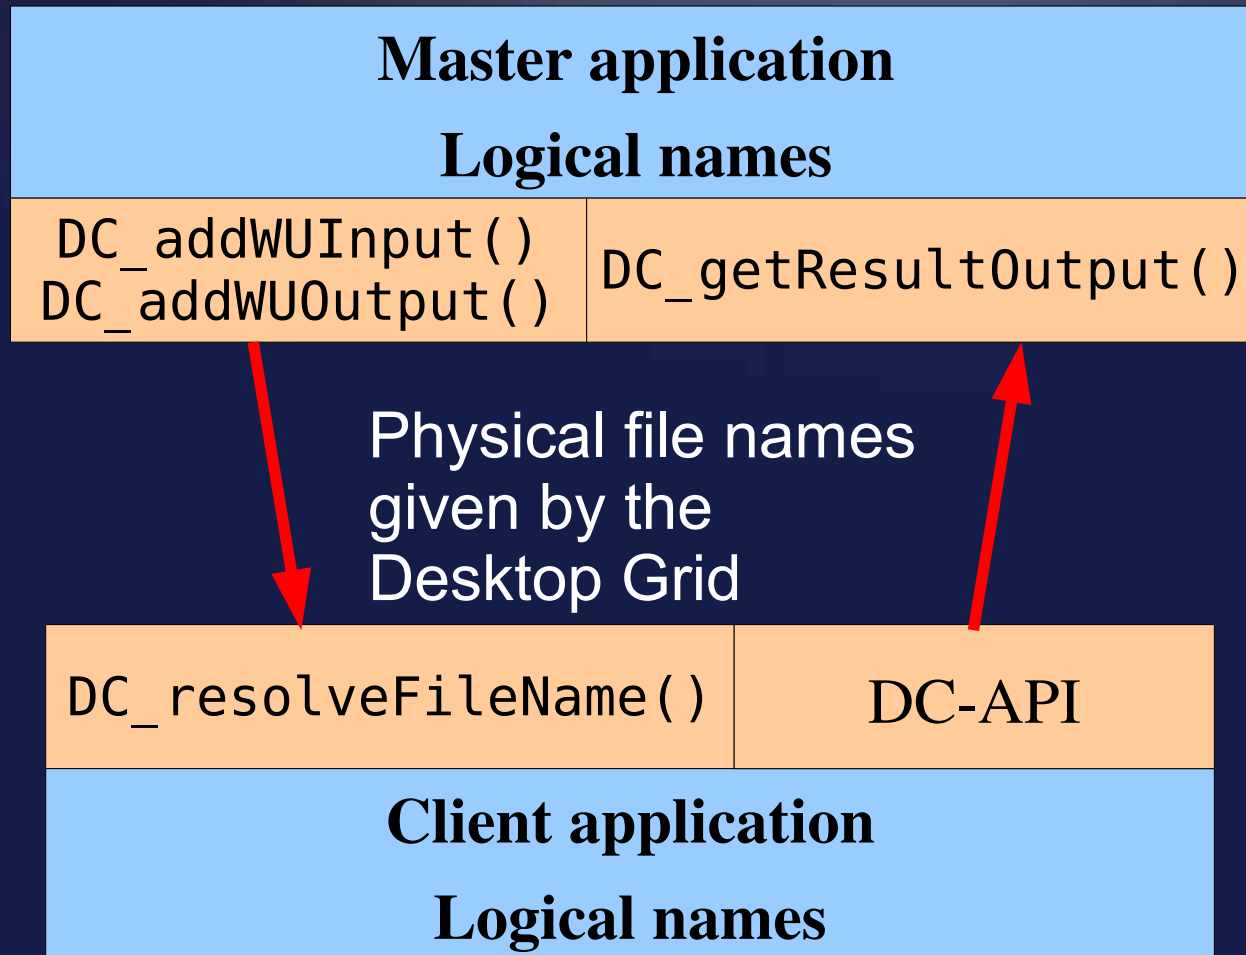 Master application
Logical names
DC_addWUInput()
DC_addWUOutput()
DC_getResultOutput()
Physical file names
given by the
Desktop Grid
DC_resolveFileName()
DC-API
Client application
Logical names